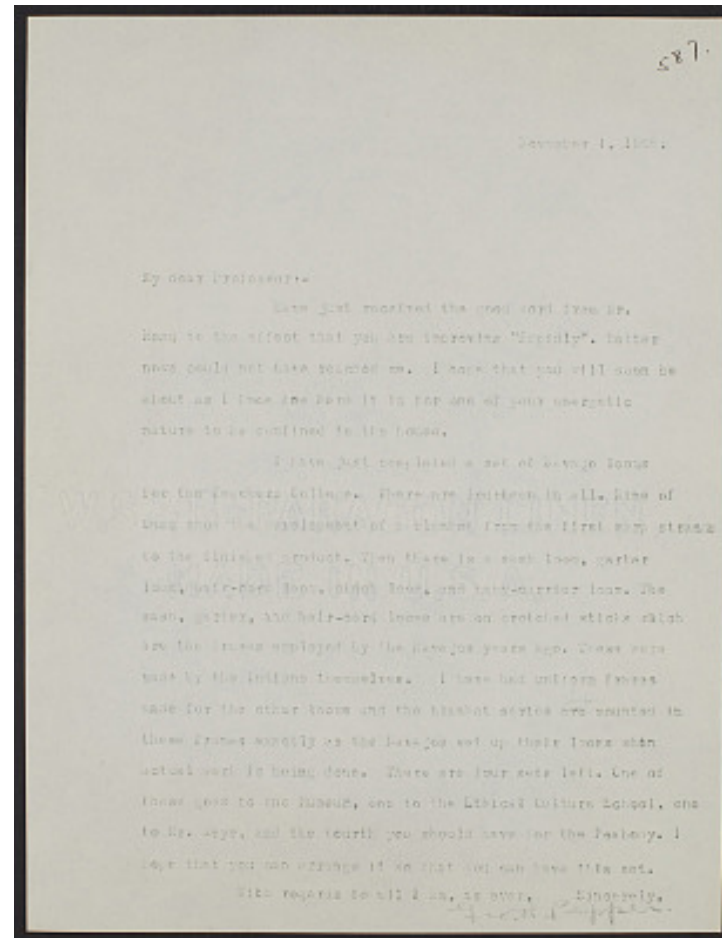 587.
November 1,
My dear Professor:-
Have just received the good word from Mr.
to the effect that you are improving "Speedily". Better
news could not have reached me. I hope that you will soon be
about as I know how hard it is for one of your energetic
nature to be confined to the house.
I have just completed a set of Navajo looms
for the Teachers College. There are fourteen in all. Nine of
them show the development of a blanket from the first warp strands
to the finished product. Then there is a sash loom, garter
loom, hair-cord loom, loom, and loom. The
sash, garter, and hair-cord looms are on crotched sticks which
are the frames employed by the Navajos years ago. These were
made by the Indians themselves. I have had uniform frames
made for the other looms and the blanket series are mounted in
these frames exactly as the Navajos set up their looms when
actual work is being done. There are four sets left. One of
these goes to the Museum, one to the Ethical Culture School, one
to Mr. and the fourth you should have for the Peabody. I
hope that you can arrange it so that you can have this set.
With regards to all I am, as ever, Sincerely,
Pepper.